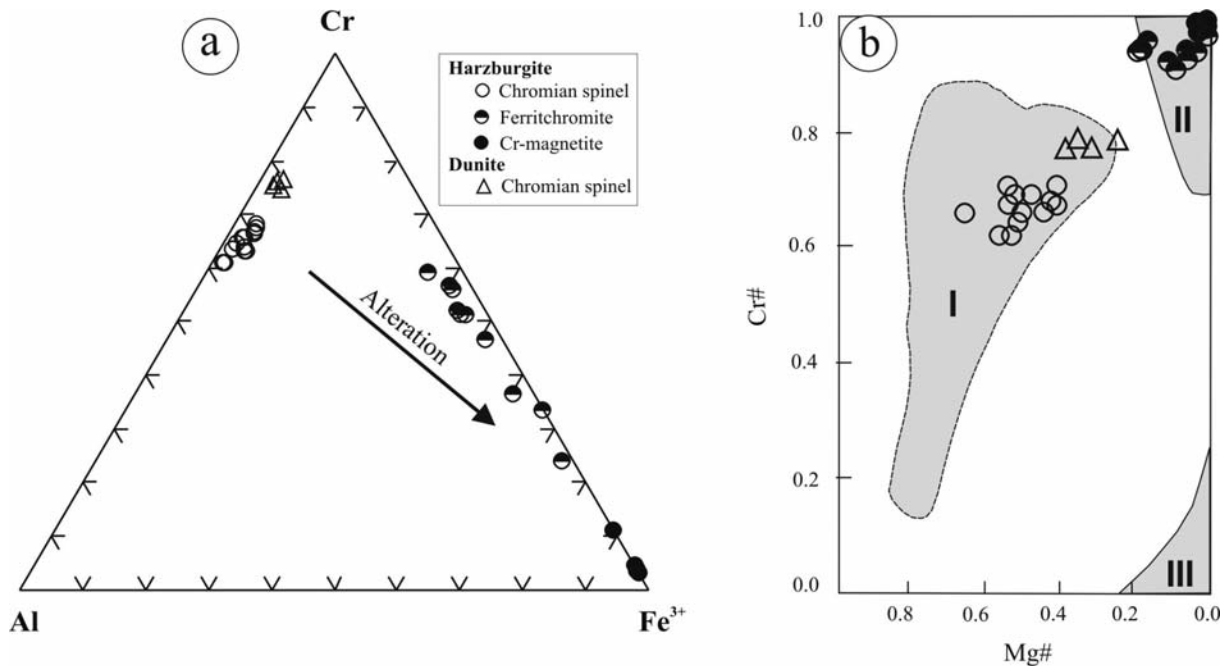 a
Cr
Harzburgite
Chromian spinel
Ferritchromite
Cr-magnetite
Dunite
Chromian spinel
Alteration
Al
Fe³⁺
b
1.0
0.8
0.6
0.4
0.2
0.0
Cr#
I
II
III
0.8
0.6
0.4
0.2
0.0
Mg#